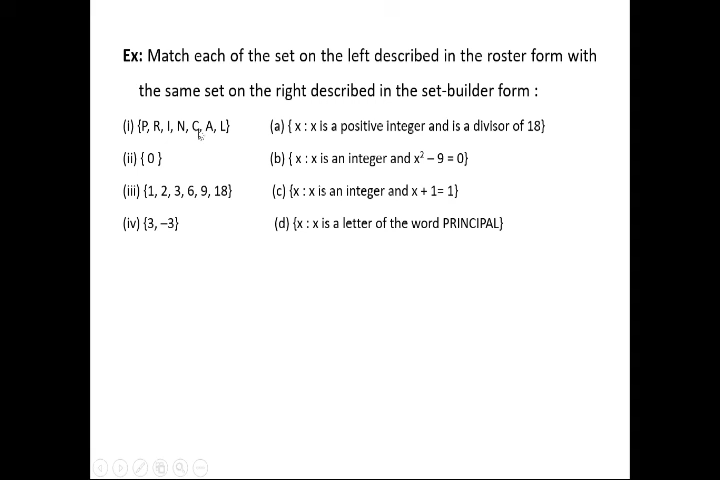 Ex: Match each of the set on the left described in the roster form with
the same set on the right described in the set-builder form :
(i) {P, R, I, N, C, A, L} (a) { x : x is a positive integer and is a divisor of 18}
(ii) { 0 } (b) { x : x is an integer and x² – 9 = 0}
(iii) {1, 2, 3, 6, 9, 18} (c) {x : x is an integer and x + 1= 1}
(iv) {3, –3} (d) {x : x is a letter of the word PRINCIPAL}